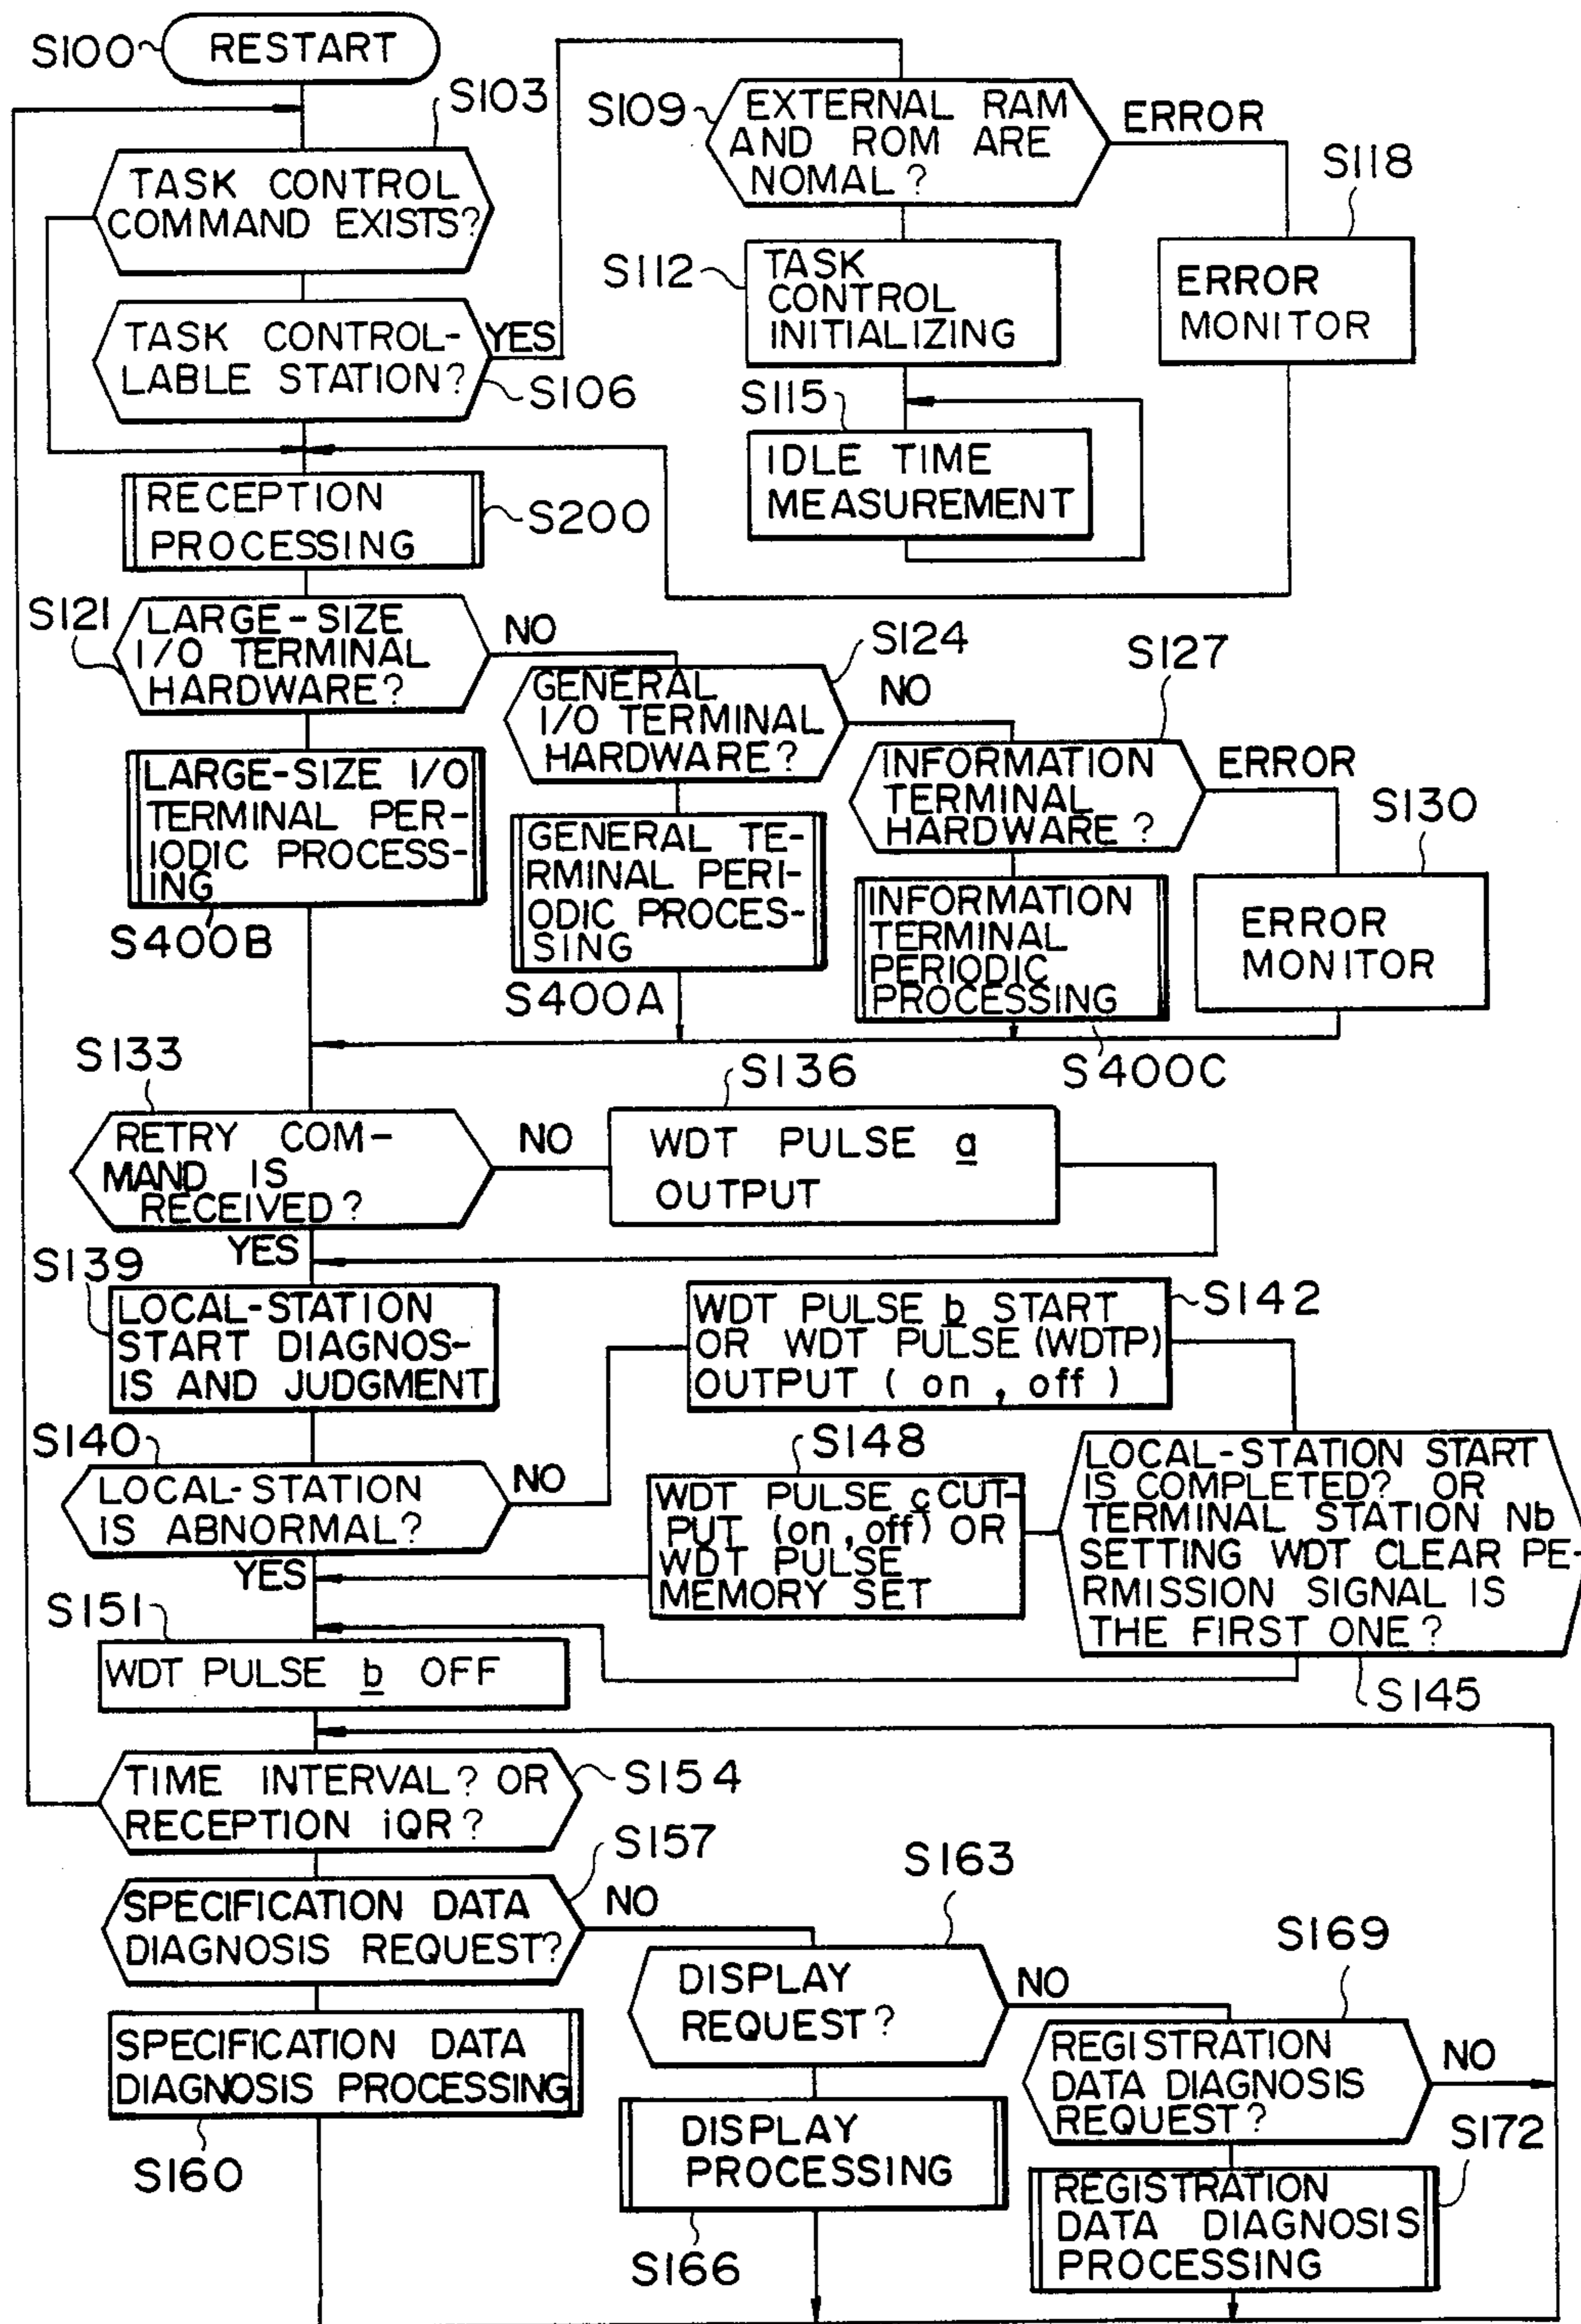 S100
RESTART
S103
TASK CONTROL
COMMAND EXISTS?
TASK CONTROL-
LABLE STATION?
YES
S106
S109
EXTERNAL RAM
AND ROM ARE
NOMAL?
ERROR
S118
ERROR
MONITOR
S112
TASK
CONTROL
INITIALIZING
S115
IDLE TIME
MEASUREMENT
RECEPTION
PROCESSING
S200
S121
LARGE-SIZE
I/O TERMINAL
HARDWARE?
NO
S124
GENERAL
I/O TERMINAL
HARDWARE?
NO
S127
INFORMATION
TERMINAL
HARDWARE?
ERROR
S130
ERROR
MONITOR
LARGE-SIZE I/O
TERMINAL PER-
IODIC PROCESS-
ING
S400B
GENERAL TE-
RMINAL PERI-
ODIC PROCES-
SING
S400A
INFORMATION
TERMINAL
PERIODIC
PROCESSING
S400C
S133
RETRY COM-
MAND IS
RECEIVED?
NO
YES
S136
WDT PULSE a
OUTPUT
S139
LOCAL-STATION
START DIAGNOS-
IS AND JUDGMENT
S140
LOCAL-STATION
IS ABNORMAL?
NO
YES
WDT PULSE b START
OR WDT PULSE (WDTP)
OUTPUT (on, off)
S142
LOCAL-STATION START
IS COMPLETED? OR
TERMINAL STATION Nb
SETTING WDT CLEAR PE-
RMISSION SIGNAL IS
THE FIRST ONE?
S145
S148
WDT PULSE c CUT-
PUT (on, off) OR
WDT PULSE
MEMORY SET
S151
WDT PULSE b OFF
TIME INTERVAL? OR
RECEPTION iQR?
S154
S157
SPECIFICATION DATA
DIAGNOSIS REQUEST?
NO
SPECIFICATION DATA
DIAGNOSIS PROCESSING
S160
S163
DISPLAY
REQUEST?
NO
DISPLAY
PROCESSING
S166
S169
REGISTRATION
DATA DIAGNOSIS
REQUEST?
NO
S172
REGISTRATION
DATA DIAGNOSIS
PROCESSING